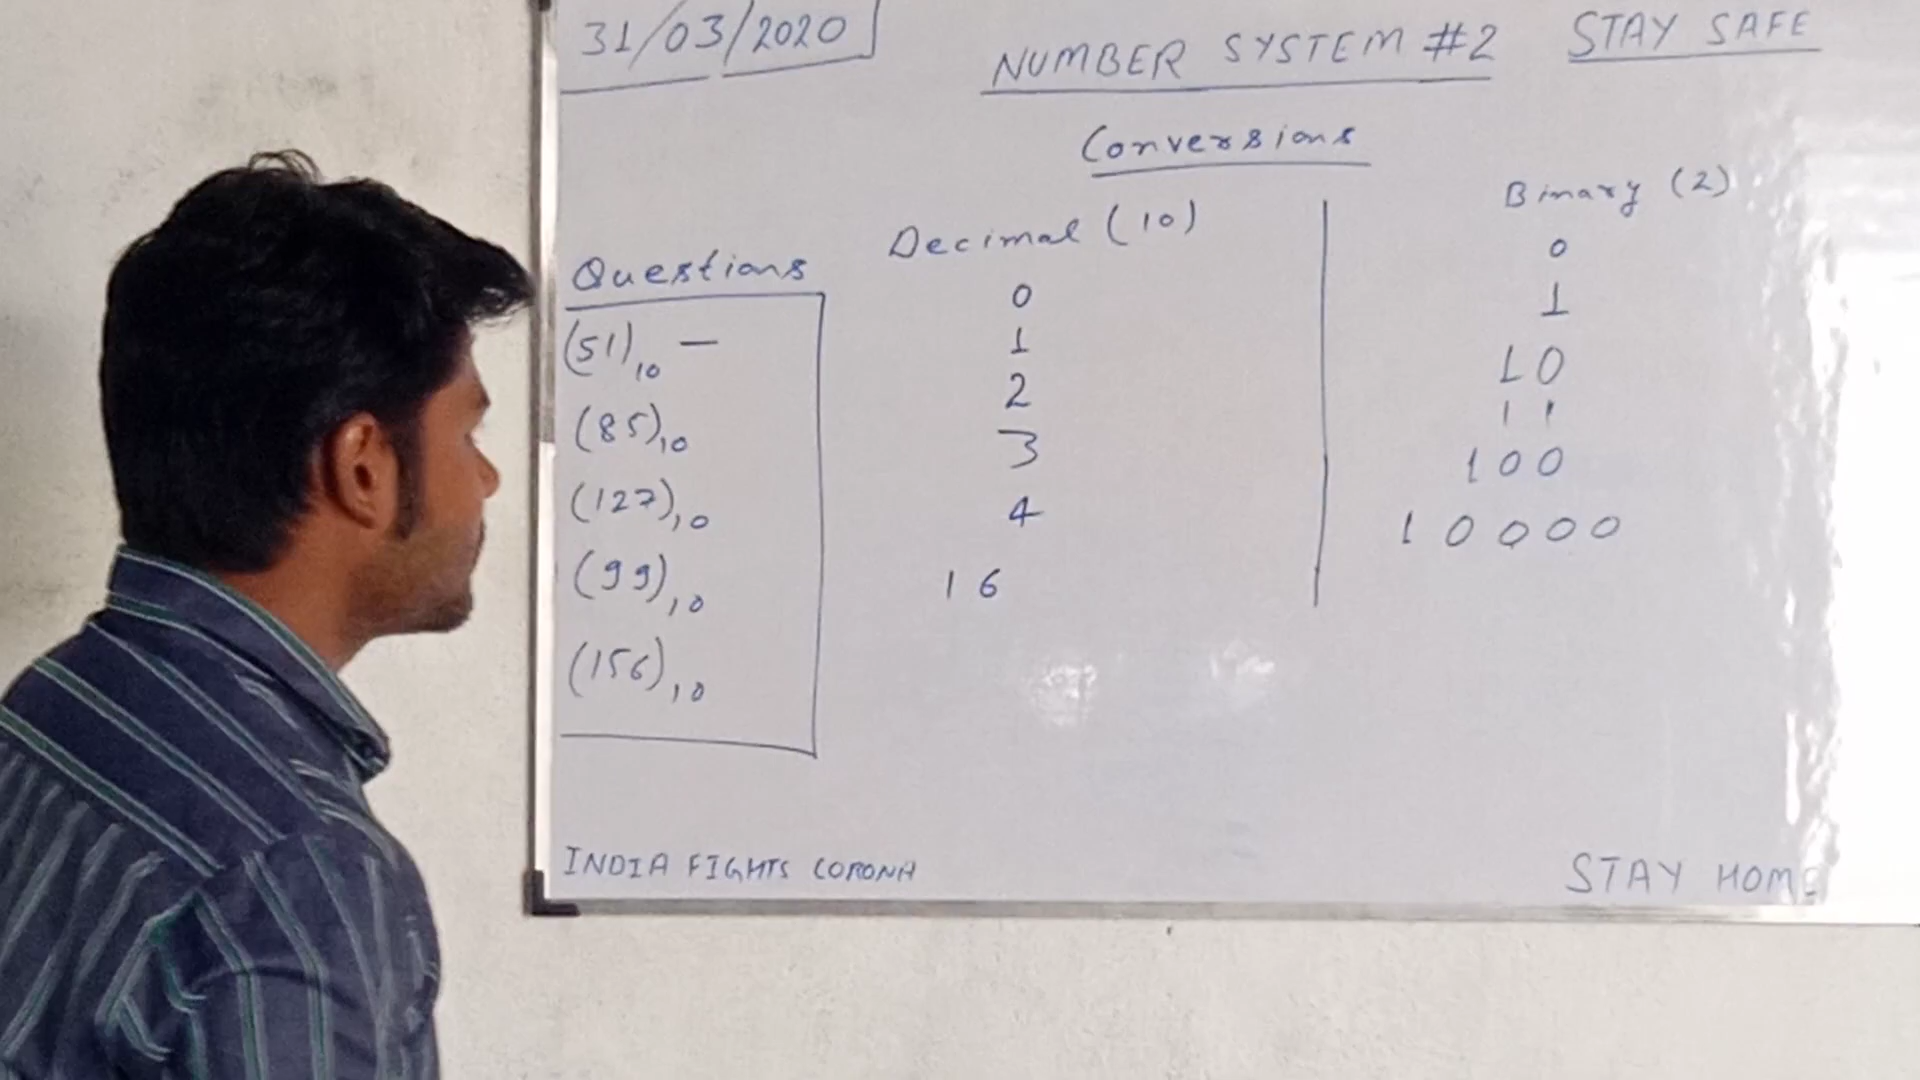 31/03/2020
NUMBER SYSTEM #2
STAY SAFE
Conversions
Questions
(51)10 —
(85)10
(127)10
(99)10
(156)10
Decimal (10)
0
1
2
3
4
16
Binary (2)
0
1
10
11
100
10000
INDIA FIGHTS CORONA
STAY HOME